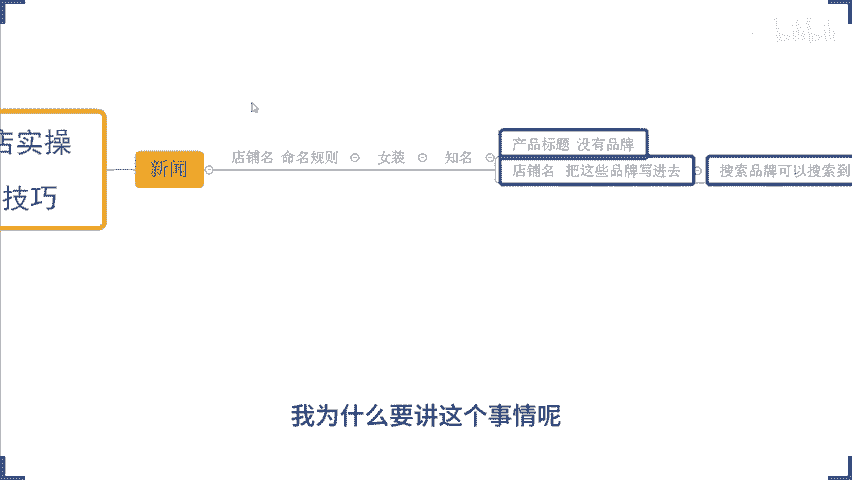 店实操
技巧
新闻
店铺名 命名规则
女装
知名
产品标题 没有品牌
店铺名 把这些品牌写进去
搜索品牌可以搜索到
我为什么要讲这个事情呢
bilibili